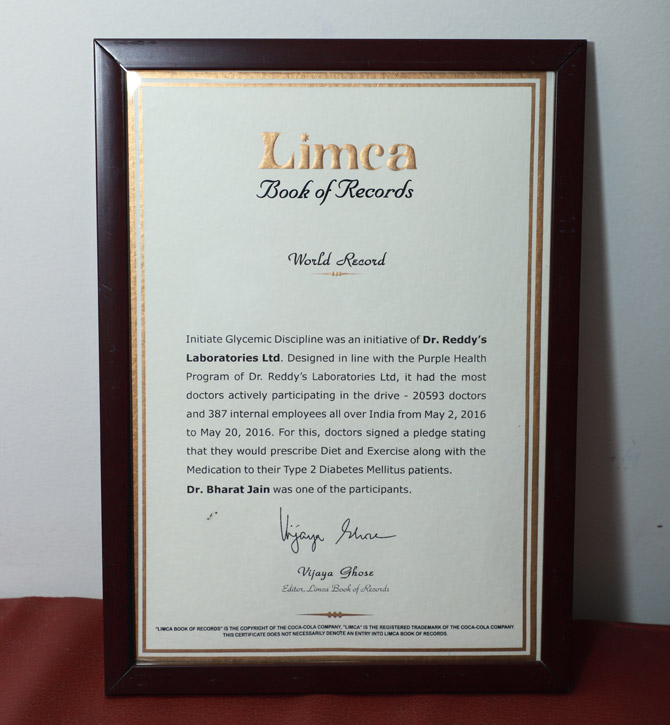 Limca
Book of Records
World Record
Initiate Glycemic Discipline was an initiative of Dr. Reddy's
Laboratories Ltd. Designed in line with the Purple Health
Program of Dr. Reddy's Laboratories Ltd, it had the most
doctors actively participating in the drive - 20593 doctors
and 387 internal employees all over India from May 2, 2016
to May 20, 2016. For this, doctors signed a pledge stating
that they would prescribe Diet and Exercise along with the
Medication to their Type 2 Diabetes Mellitus patients.
Dr. Bharat Jain was one of the participants.
Vijaya Ghose
Vijaya Ghose
Editor, Limca Book of Records
"LIMCA BOOK OF RECORDS" IS THE COPYRIGHT OF THE COCA-COLA COMPANY, "LIMCA" IS THE REGISTERED TRADEMARK OF THE COCA-COLA COMPANY.
THIS CERTIFICATE DOES NOT NECESSARILY DENOTE AN ENTRY INTO LIMCA BOOK OF RECORDS.